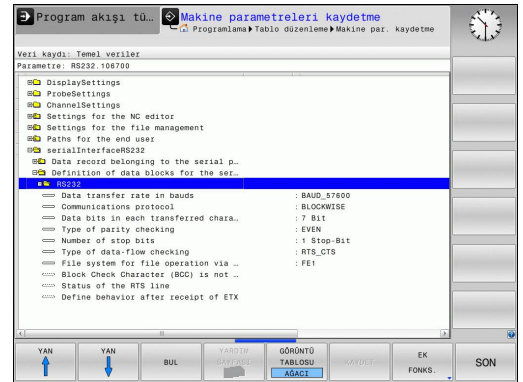 Program akışı tü…
Makine parametreleri kaydetme
Programlama▶Tablo düzenleme▶Makine par. kaydetme
Veri kaydı: Temel veriler
Parametre: RS232.106700
DisplaySettings
ProbeSettings
ChannelSettings
Settings for the NC editor
Settings for the file management
Paths for the end user
serialInterfaceRS232
Data record belonging to the serial p…
Definition of data blocks for the ser…
RS232
Data transfer rate in bauds : BAUD_57600
Communications protocol : BLOCKWISE
Data bits in each transferred chara… : 7 Bit
Type of parity checking : EVEN
Number of stop bits : 1 Stop-Bit
Type of data-flow checking : RTS_CTS
File system for file operation via … : FE1
Block Check Character (BCC) is not …
Status of the RTS line
Define behavior after receipt of ETX
YAN
YAN
BUL
YARDIM
SAYFASI
GÖRÜNTÜ
TABLOSU
AĞACI
KAYDET
EK
FONKS.
SON